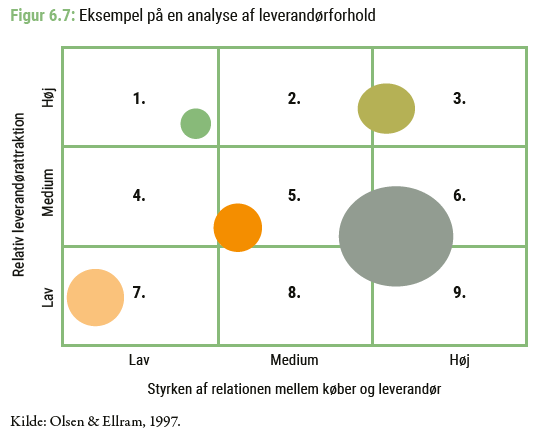 Figur 6.7: Eksempel på en analyse af leverandørforhold
Relativ leverandørattraktion
Høj
1.
2.
3.
Medium
4.
5.
6.
Lav
7.
8.
9.
Lav
Medium
Høj
Styrken af relationen mellem køber og leverandør
Kilde: Olsen & Ellram, 1997.